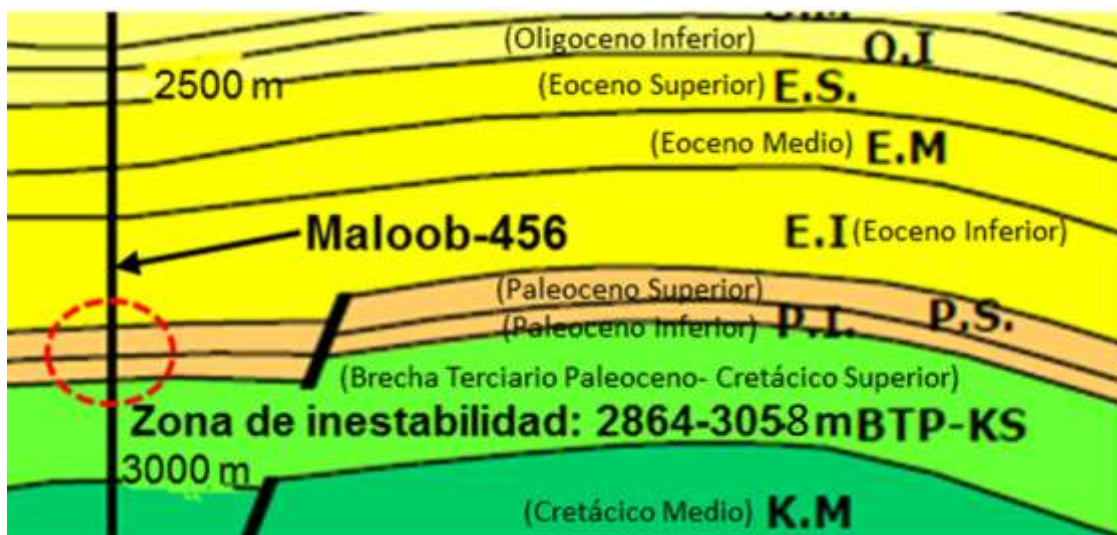 (Oligoceno Inferior) O.I
2500 m
(Eoceno Superior) E.S.
(Eoceno Medio) E.M
Maloob-456
E.I (Eoceno Inferior)
(Paleoceno Superior)
P.S.
(Paleoceno Inferior) P.I.
(Brecha Terciario Paleoceno- Cretácico Superior)
Zona de inestabilidad: 2864-3058 m BTP-KS
3000 m
(Cretácico Medio) K.M